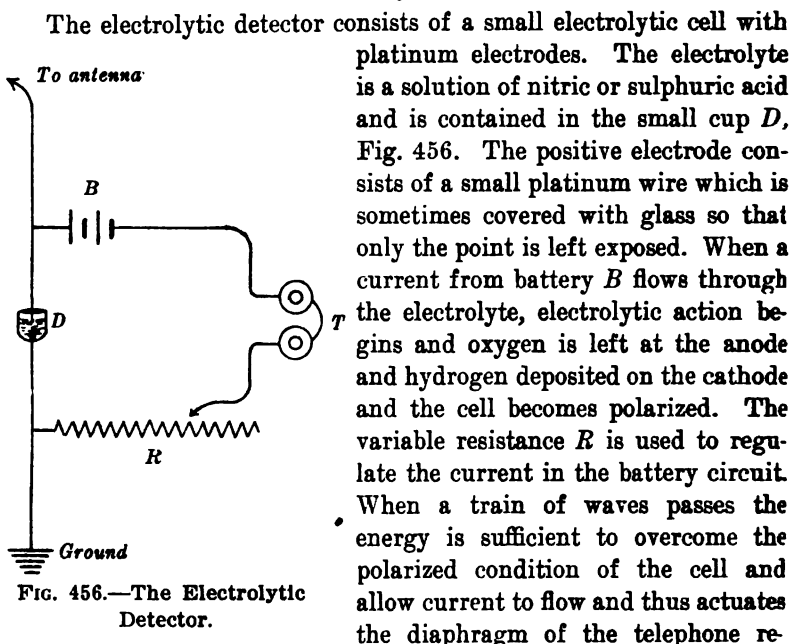 The electrolytic detector consists of a small electrolytic cell with
platinum electrodes. The electrolyte
is a solution of nitric or sulphuric acid
and is contained in the small cup D,
Fig. 456. The positive electrode con-
sists of a small platinum wire which is
sometimes covered with glass so that
only the point is left exposed. When a
current from battery B flows through
the electrolyte, electrolytic action be-
gins and oxygen is left at the anode
and hydrogen deposited on the cathode
and the cell becomes polarized. The
variable resistance R is used to regu-
late the current in the battery circuit.
When a train of waves passes the
energy is sufficient to overcome the
polarized condition of the cell and
allow current to flow and thus actuates
the diaphragm of the telephone re-
To antenna
B
D
T
R
Ground
FIG. 456.—The Electrolytic
Detector.